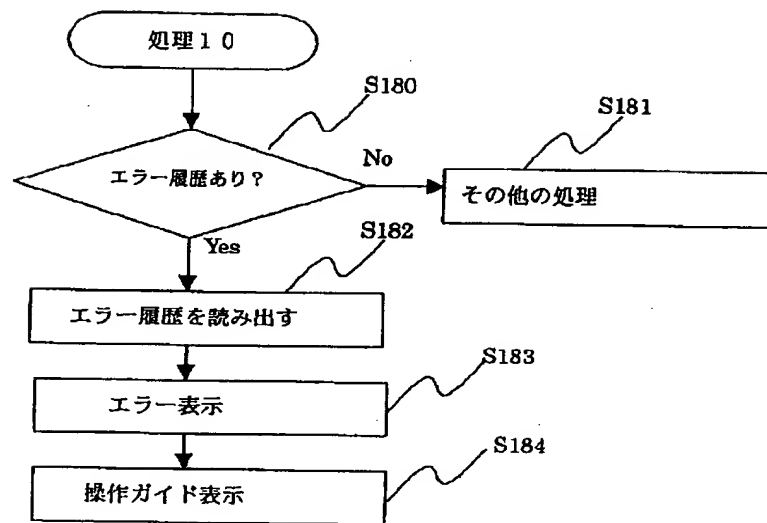 処理１０
S180
S181
エラー履歴あり？
No
その他の処理
Yes
S182
エラー履歴を読み出す
S183
エラー表示
S184
操作ガイド表示